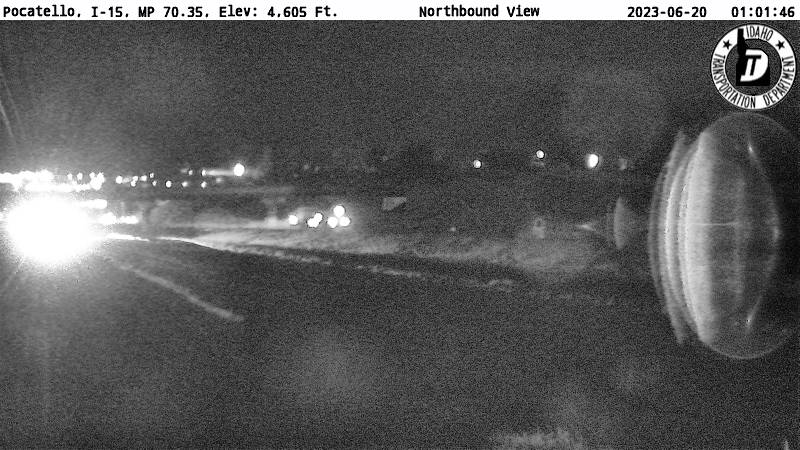 Pocatello, I-15, MP 70.35, Elev: 4,605 Ft. Northbound View 2023-06-20 01:01:46
IDAHO
TRANSPORTATION DEPARTMENT